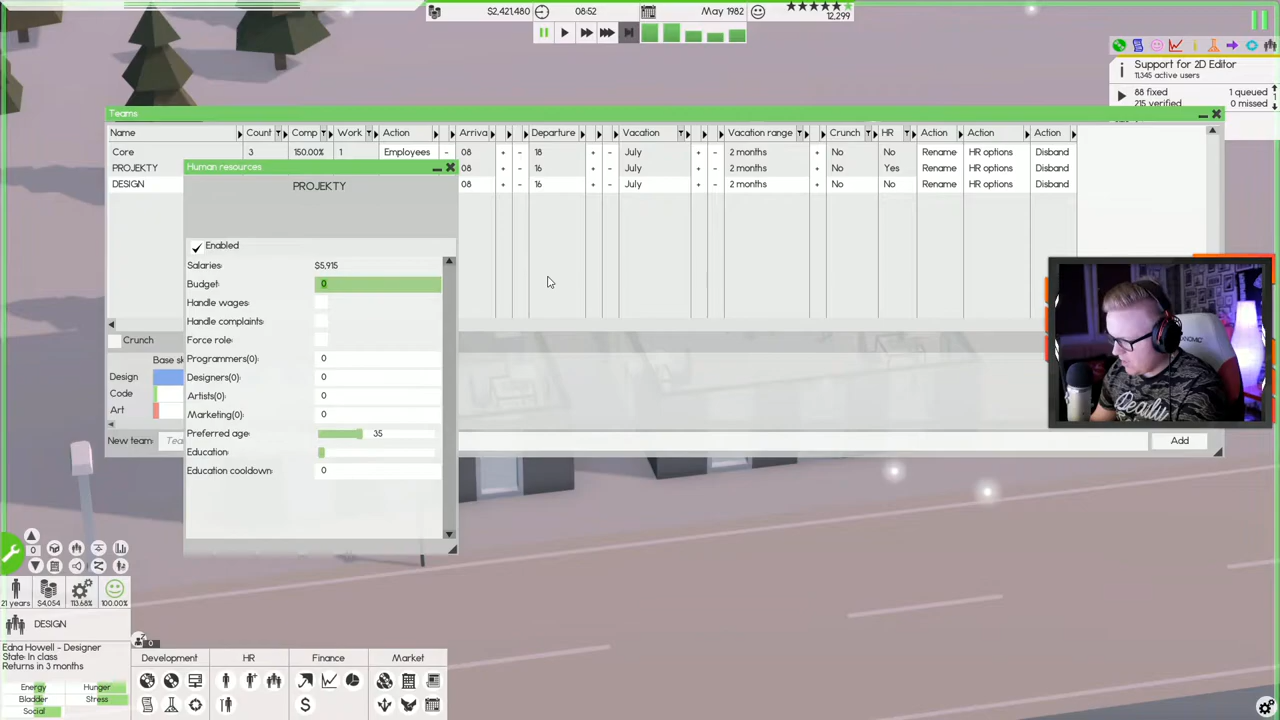 $2,421,480 08:52 May 1982 12,299
Support for 2D Editor
11,345 active users
88 fixed 1 queued
215 verified 0 missed
Teams
Name Count Comp Work Action Arriva Departure Vacation Vacation range Crunch HR Action Action Action
Core 3 150.00% 1 Employees 08 18 July 2 months No No Rename HR options Disband
PROJEKTY 08 16 July 2 months No Yes Rename HR options Disband
DESIGN 08 16 July 2 months No No Rename HR options Disband
Human resources
PROJEKTY
Enabled
Salaries: $5,915
Budget: 0
Handle wages:
Handle complaints:
Force role:
Programmers(0): 0
Designers(0): 0
Artists(0): 0
Marketing(0): 0
Preferred age: 35
Education:
Education cooldown: 0
Crunch
Base sk
Design
Code
Art
New team: Tea
Add
0
21 years $4,054 113.68% 100.00%
DESIGN
0
Edna Howell - Designer
State: In class
Returns in 3 months
Energy Hunger
Bladder Stress
Social
Development HR Finance Market